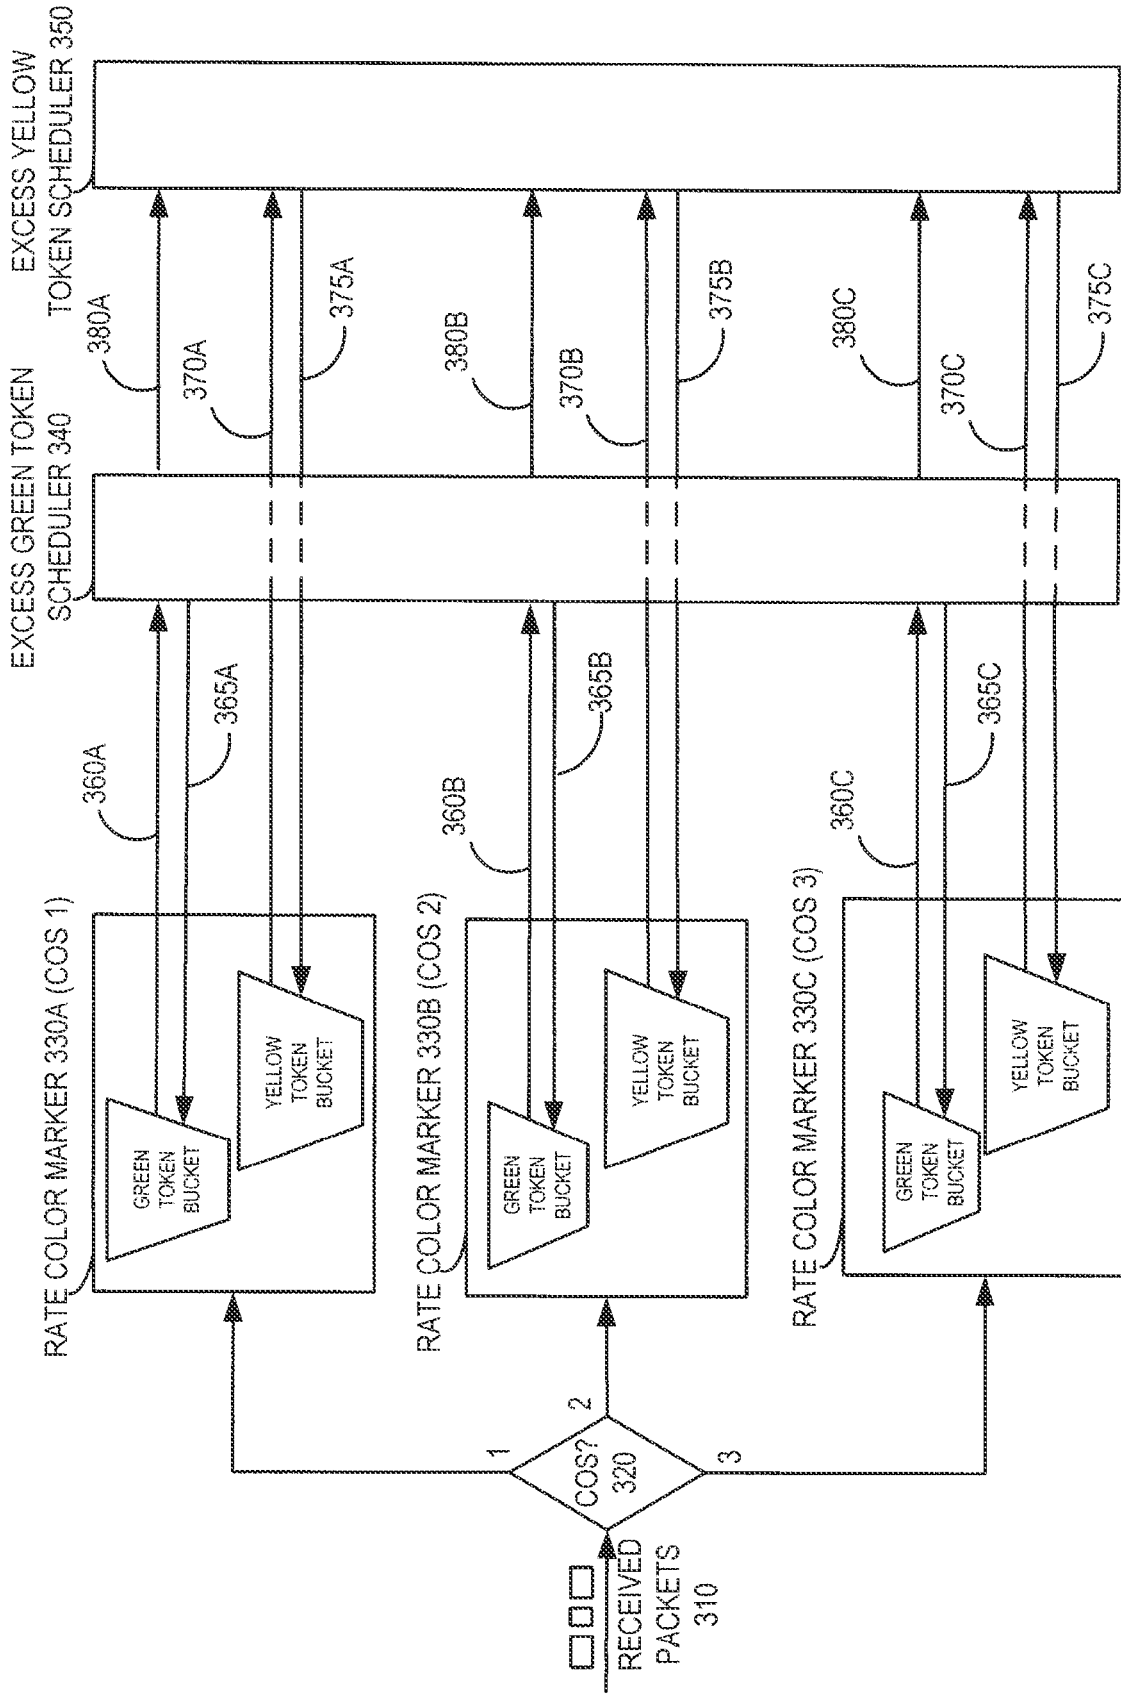 RECEIVED
PACKETS
310
COS?
320
1
2
3
RATE COLOR MARKER 330A (COS 1)
GREEN
TOKEN
BUCKET
YELLOW
TOKEN
BUCKET
360A
365A
RATE COLOR MARKER 330B (COS 2)
GREEN
TOKEN
BUCKET
YELLOW
TOKEN
BUCKET
360B
365B
RATE COLOR MARKER 330C (COS 3)
GREEN
TOKEN
BUCKET
YELLOW
TOKEN
BUCKET
360C
365C
EXCESS GREEN TOKEN
SCHEDULER 340
380A
370A
375A
380B
370B
375B
380C
370C
375C
EXCESS YELLOW
TOKEN SCHEDULER 350